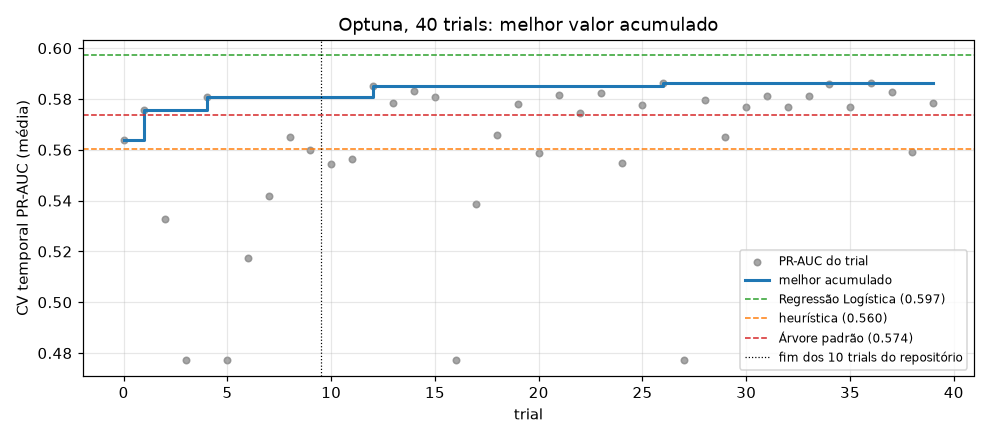 Optuna, 40 trials: melhor valor acumulado
CV temporal PR-AUC (média)
0.60
0.58
0.56
0.54
0.52
0.50
0.48
PR-AUC do trial
melhor acumulado
Regressão Logística (0.597)
heurística (0.560)
Árvore padrão (0.574)
fim dos 10 trials do repositório
0 5 10 15 20 25 30 35 40
trial